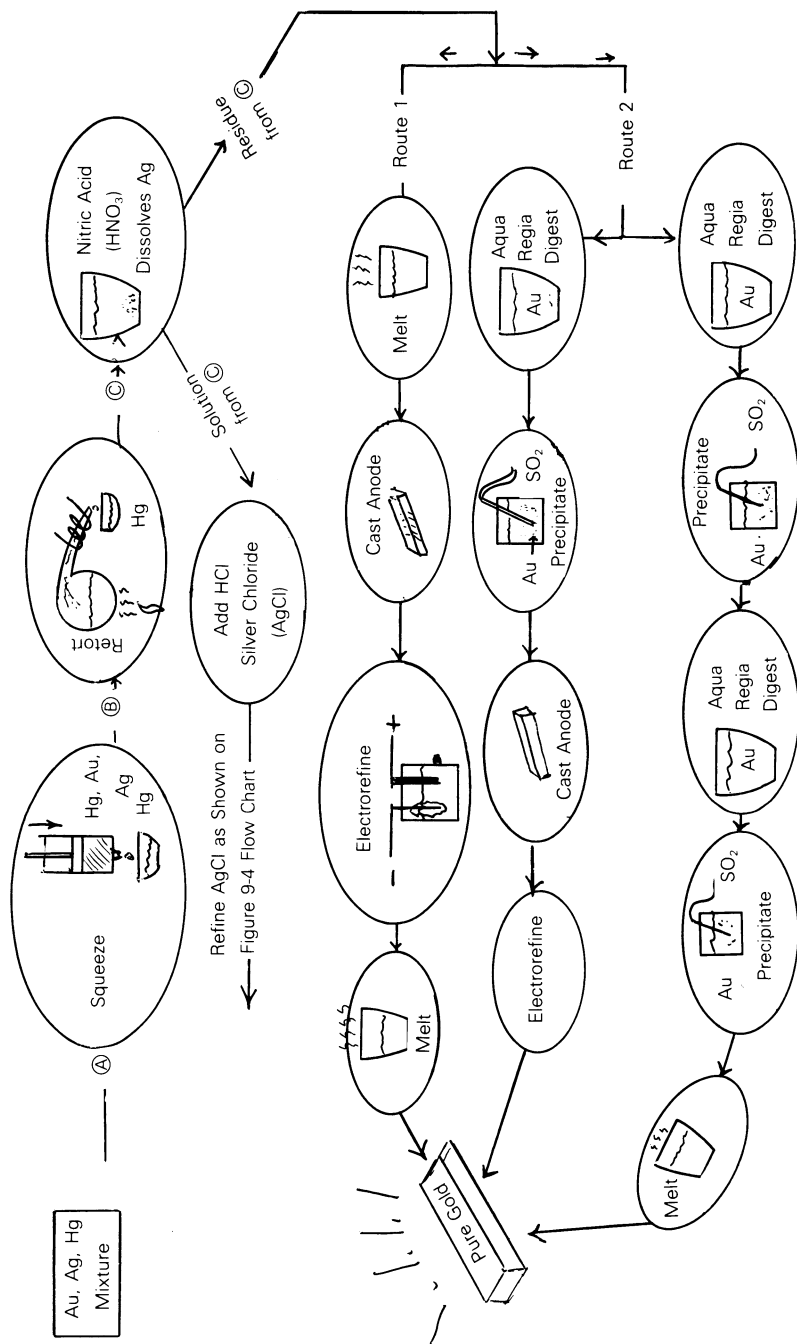 Au, Ag, Hg
Mixture
Ⓐ
Squeeze
Hg, Au,
Ag
Hg
Ⓑ
Retort
Hg
Ⓒ
Nitric Acid
(HNO₃)
Dissolves Ag
Residue
from Ⓒ
Solution
from Ⓒ
Add HCl
Silver Chloride
(AgCl)
Refine AgCl as Shown on
Figure 9-4 Flow Chart
Route 1
Melt
Cast Anode
Electrorefine
- +
Melt
Route 2
Aqua
Regia
Digest
Au
SO₂
Au
Precipitate
Cast Anode
Electrorefine
Aqua
Regia
Digest
Au
Precipitate
SO₂
Au
Aqua
Regia
Digest
Au
SO₂
Au
Precipitate
Melt
Pure Gold